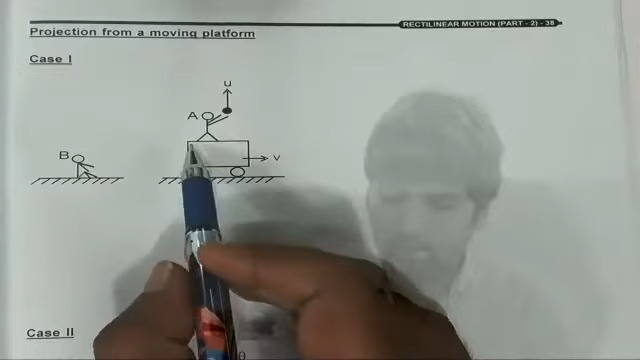 RECTILINEAR MOTION (PART - 2) - 38
Projection from a moving platform
Case I
u
A
B
v
Case II
θ